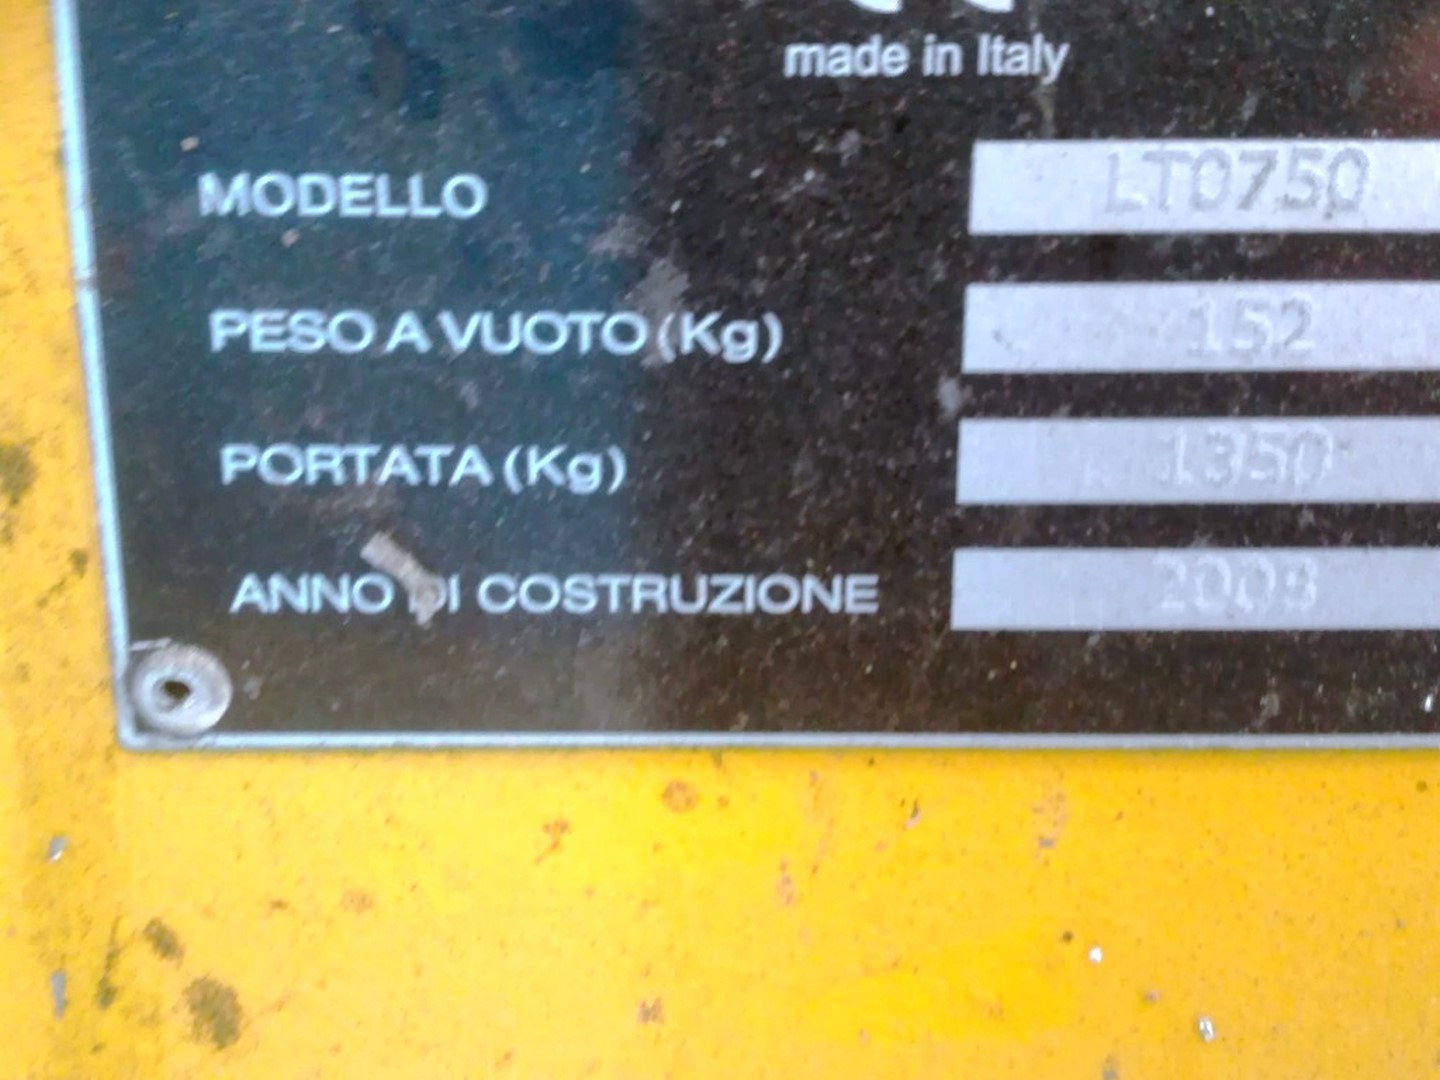 made in Italy
MODELLO LT0750
PESO A VUOTO (Kg) 152
PORTATA (Kg) 1350
ANNO DI COSTRUZIONE 2008